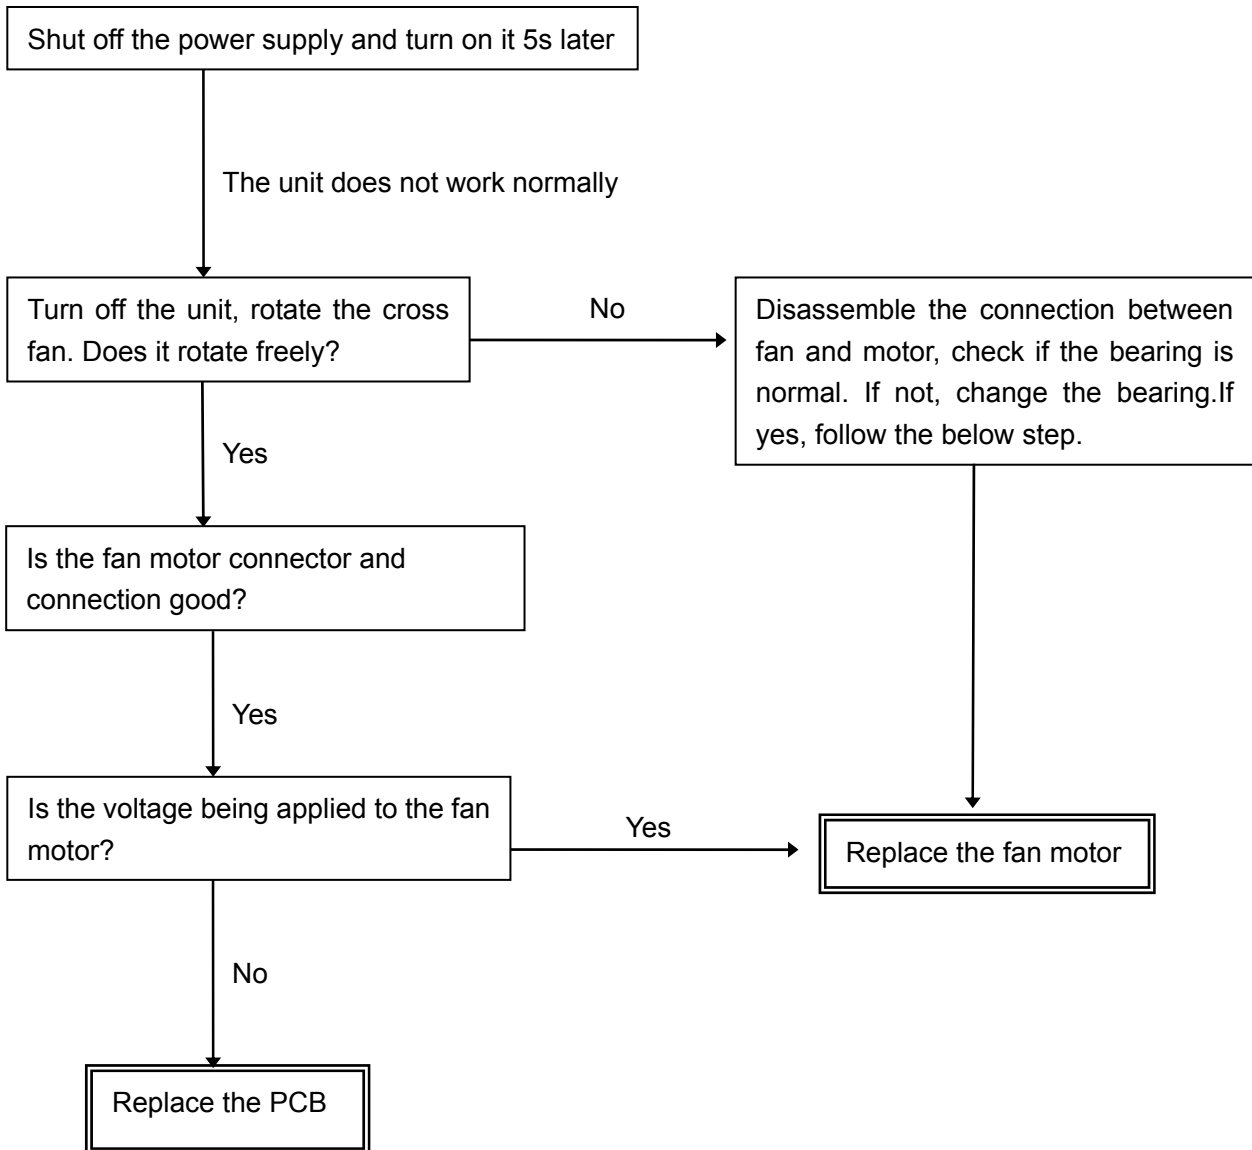 Shut off the power supply and turn on it 5s later
The unit does not work normally
Turn off the unit, rotate the cross
fan. Does it rotate freely?
No
Disassemble the connection between
fan and motor, check if the bearing is
normal. If not, change the bearing.If
yes, follow the below step.
Yes
Is the fan motor connector and
connection good?
Yes
Is the voltage being applied to the fan
motor?
Yes
Replace the fan motor
No
Replace the PCB